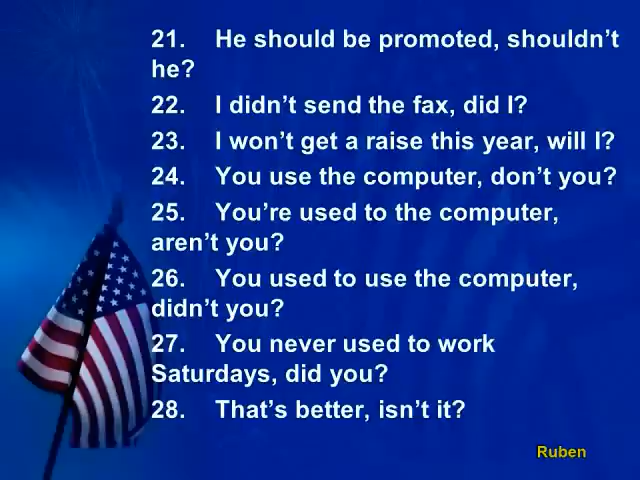 21. He should be promoted, shouldn't
he?
22. I didn't send the fax, did I?
23. I won't get a raise this year, will I?
24. You use the computer, don't you?
25. You're used to the computer,
aren't you?
26. You used to use the computer,
didn't you?
27. You never used to work
Saturdays, did you?
28. That's better, isn't it?
Ruben